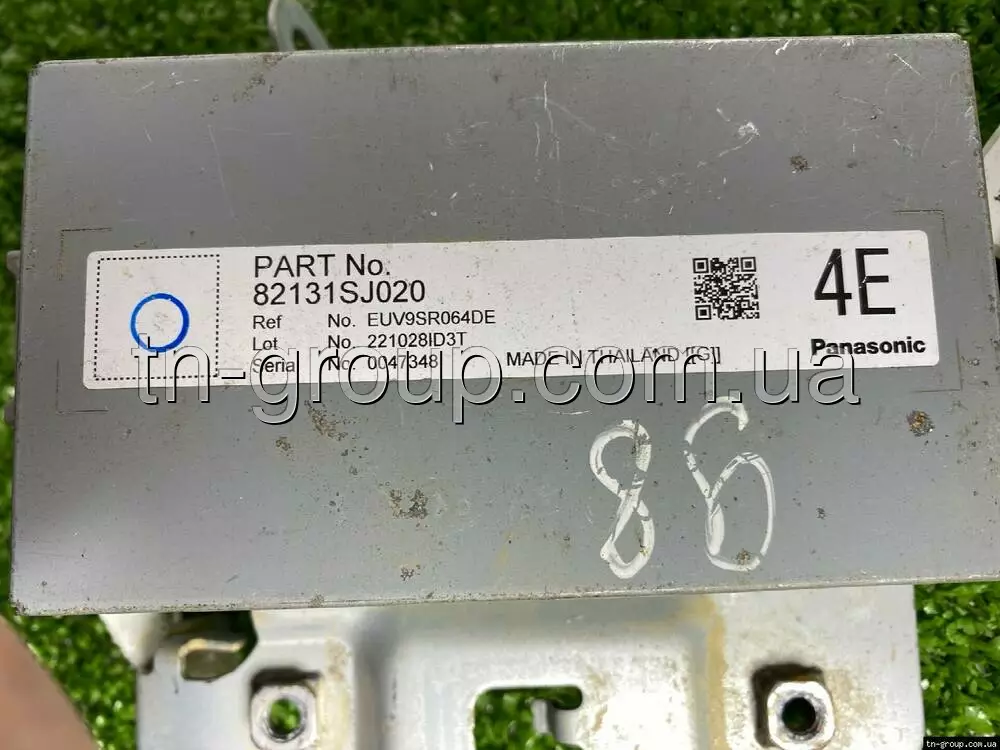 PART No.
82131SJ020
Ref No. EUV9SR064DE
Lot No. 221028ID3T
Serial No. 0047348
MADE IN THAILAND [[G]]
4E
Panasonic
tn-group.com.ua
86
tn-group.com.ua